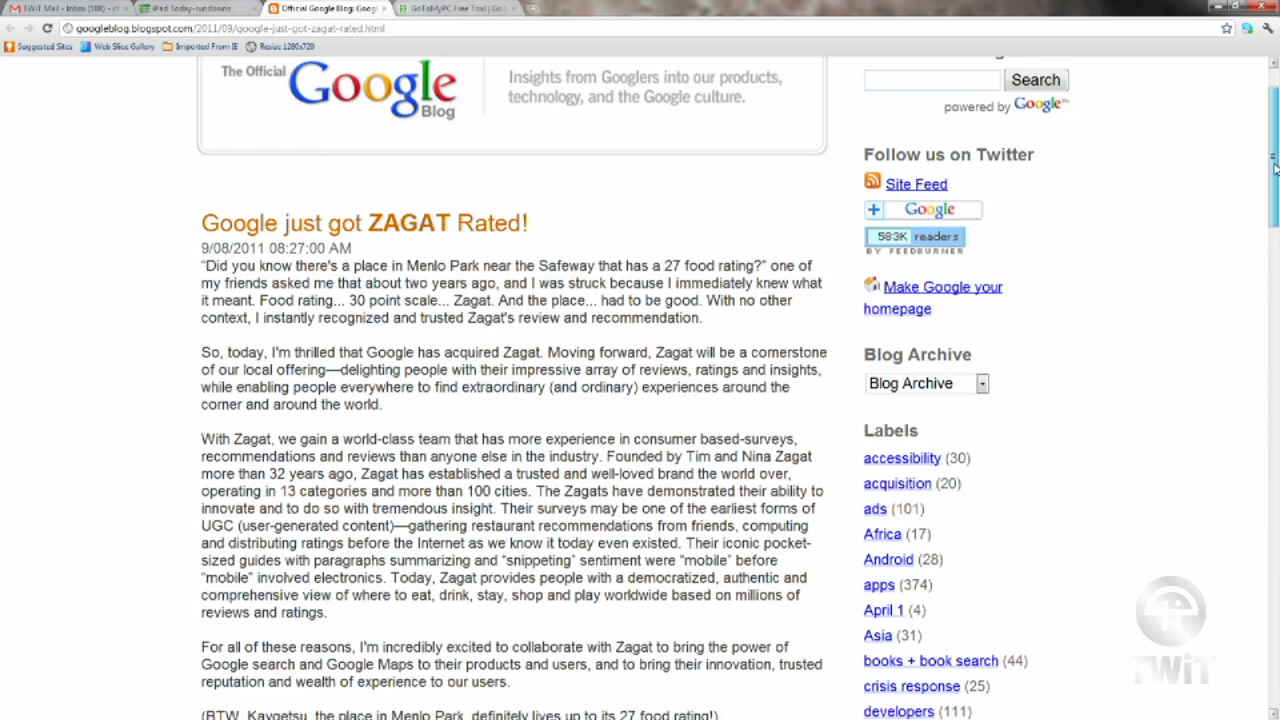 TWiT Mail - Inbox (180)
iPad Today-rundowns
Official Google Blog: Googl
GoToMyPC Free Trial | GoT
googleblog.blogspot.com/2011/09/google-just-got-zagat-rated.html
Suggested Sites
Web Slice Gallery
Imported From IE
Resize 1280x720
The Official
Google
Blog
Insights from Googlers into our products,
technology, and the Google culture.
Search
powered by Google™
Follow us on Twitter
Site Feed
+ Google
583K readers
BY FEEDBURNER
Make Google your
homepage
Blog Archive
Blog Archive
Labels
accessibility (30)
acquisition (20)
ads (101)
Africa (17)
Android (28)
apps (374)
April 1 (4)
Asia (31)
books + book search (44)
crisis response (25)
developers (111)
Google just got ZAGAT Rated!
9/08/2011 08:27:00 AM
“Did you know there's a place in Menlo Park near the Safeway that has a 27 food rating?” one of
my friends asked me that about two years ago, and I was struck because I immediately knew what
it meant. Food rating... 30 point scale... Zagat. And the place... had to be good. With no other
context, I instantly recognized and trusted Zagat's review and recommendation.
So, today, I'm thrilled that Google has acquired Zagat. Moving forward, Zagat will be a cornerstone
of our local offering—delighting people with their impressive array of reviews, ratings and insights,
while enabling people everywhere to find extraordinary (and ordinary) experiences around the
corner and around the world.
With Zagat, we gain a world-class team that has more experience in consumer based-surveys,
recommendations and reviews than anyone else in the industry. Founded by Tim and Nina Zagat
more than 32 years ago, Zagat has established a trusted and well-loved brand the world over,
operating in 13 categories and more than 100 cities. The Zagats have demonstrated their ability to
innovate and to do so with tremendous insight. Their surveys may be one of the earliest forms of
UGC (user-generated content)—gathering restaurant recommendations from friends, computing
and distributing ratings before the Internet as we know it today even existed. Their iconic pocket-
sized guides with paragraphs summarizing and “snippeting” sentiment were “mobile” before
“mobile” involved electronics. Today, Zagat provides people with a democratized, authentic and
comprehensive view of where to eat, drink, stay, shop and play worldwide based on millions of
reviews and ratings.
For all of these reasons, I'm incredibly excited to collaborate with Zagat to bring the power of
Google search and Google Maps to their products and users, and to bring their innovation, trusted
reputation and wealth of experience to our users.
(BTW, Kaygetsu, the place in Menlo Park, definitely lives up to its 27 food rating!)
TWiT